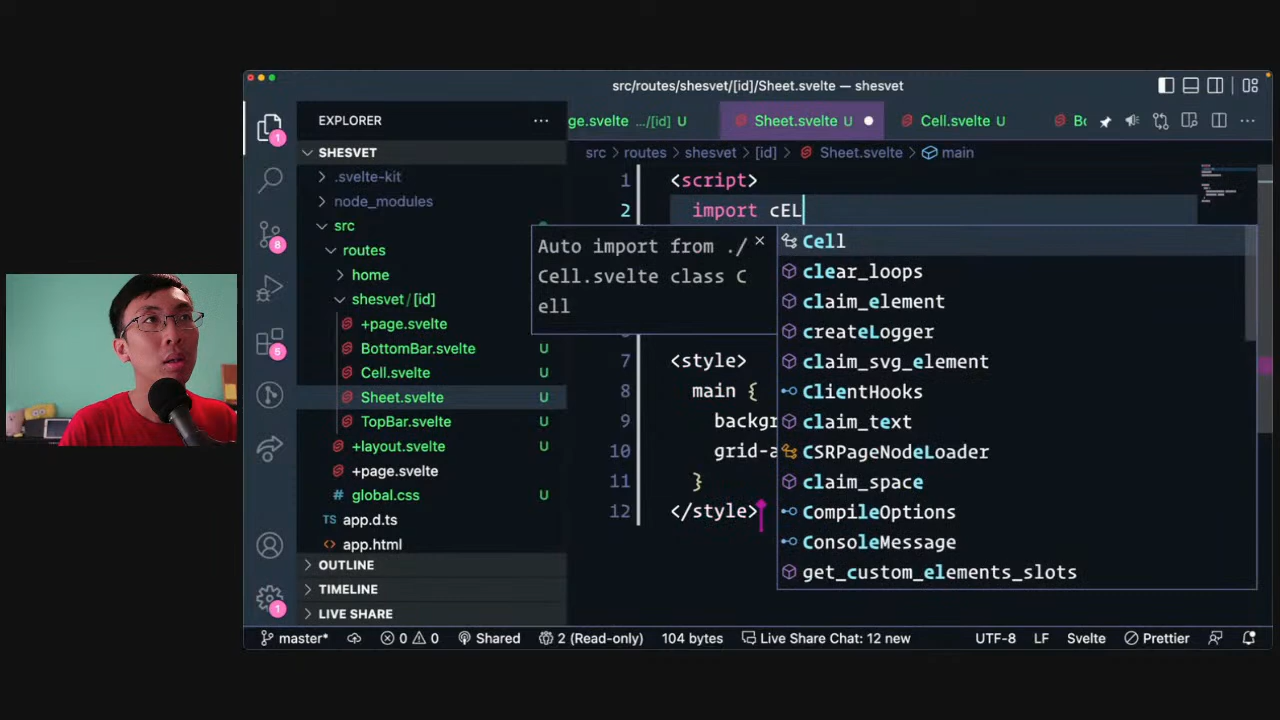 src/routes/shesvet/[id]/Sheet.svelte — shesvet
EXPLORER
ge.svelte .../[id] U
Sheet.svelte U
Cell.svelte U
Bo
SHESVET
src
routes
shesvet
[id]
Sheet.svelte
main
.svelte-kit
node_modules
src
routes
home
shesvet/[id]
+page.svelte
BottomBar.svelte U
Cell.svelte U
Sheet.svelte U
TopBar.svelte U
+layout.svelte U
+page.svelte
global.css U
app.d.ts
app.html
OUTLINE
TIMELINE
LIVE SHARE
1 <script>
2 import cEL
7 <style>
8 main {
9 backgr
10 grid-a
11 }
12 </style>
Auto import from ./
Cell.svelte class C
ell
Cell
clear_loops
claim_element
createLogger
claim_svg_element
ClientHooks
claim_text
CSRPageNodeLoader
claim_space
CompileOptions
ConsoleMessage
get_custom_elements_slots
1
8
5
1
master* 0 0 Shared 2 (Read-only) 104 bytes Live Share Chat: 12 new UTF-8 LF Svelte Prettier